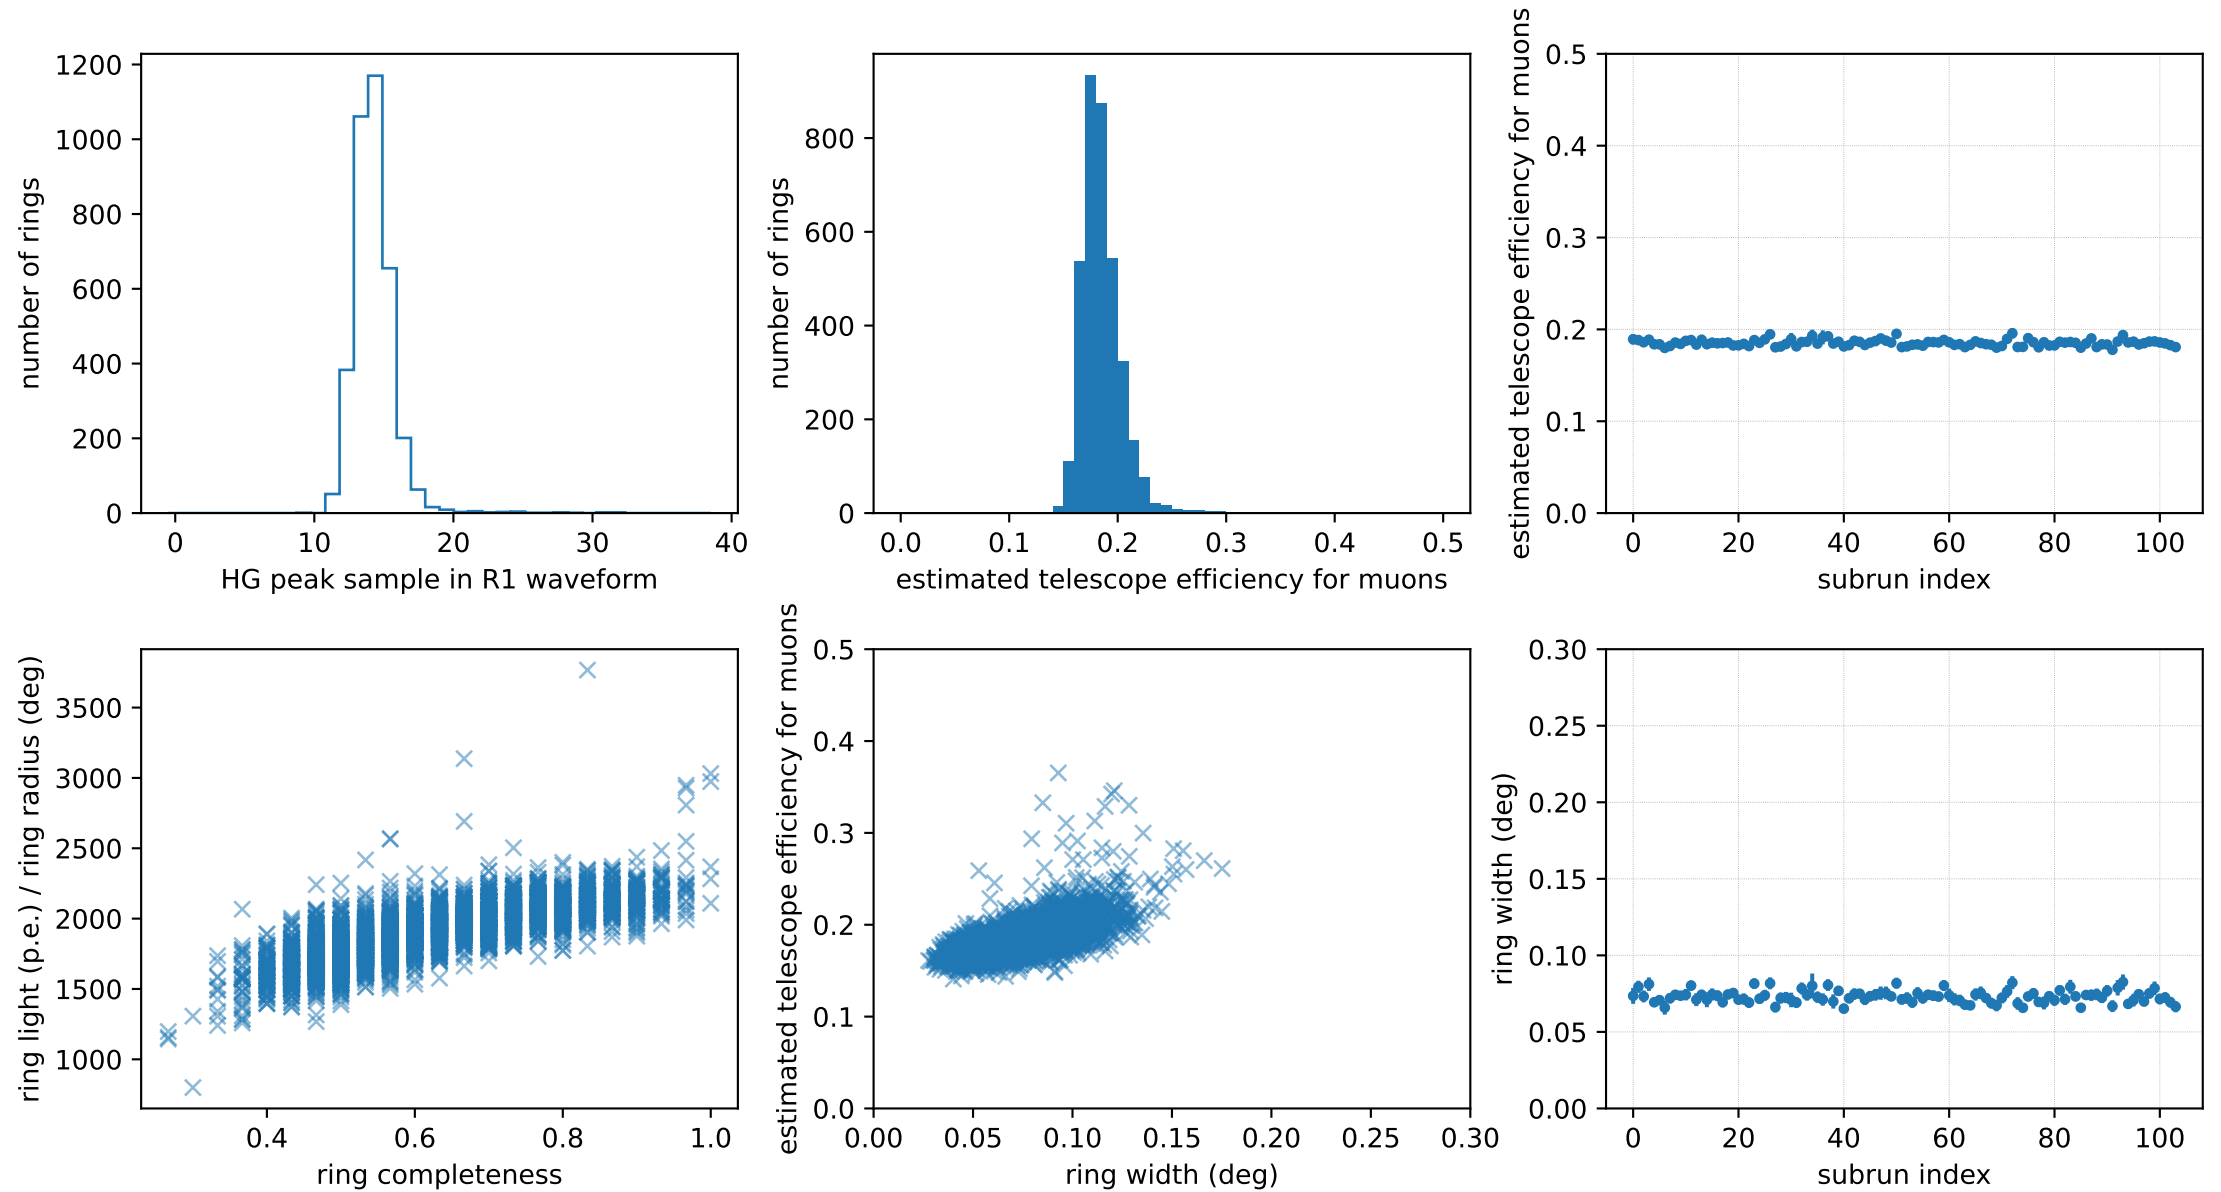 1200
1000
800
600
400
200
0
number of rings
0 10 20 30 40
HG peak sample in R1 waveform
800
600
400
200
0
number of rings
0.0 0.1 0.2 0.3 0.4 0.5
estimated telescope efficiency for muons
0.5
0.4
0.3
0.2
0.1
0.0
estimated telescope efficiency for muons
0 20 40 60 80 100
subrun index
3500
3000
2500
2000
1500
1000
ring light (p.e.) / ring radius (deg)
0.4 0.6 0.8 1.0
ring completeness
0.5
0.4
0.3
0.2
0.1
0.0
estimated telescope efficiency for muons
0.00 0.05 0.10 0.15 0.20 0.25 0.30
ring width (deg)
0.30
0.25
0.20
0.15
0.10
0.05
0.00
ring width (deg)
0 20 40 60 80 100
subrun index